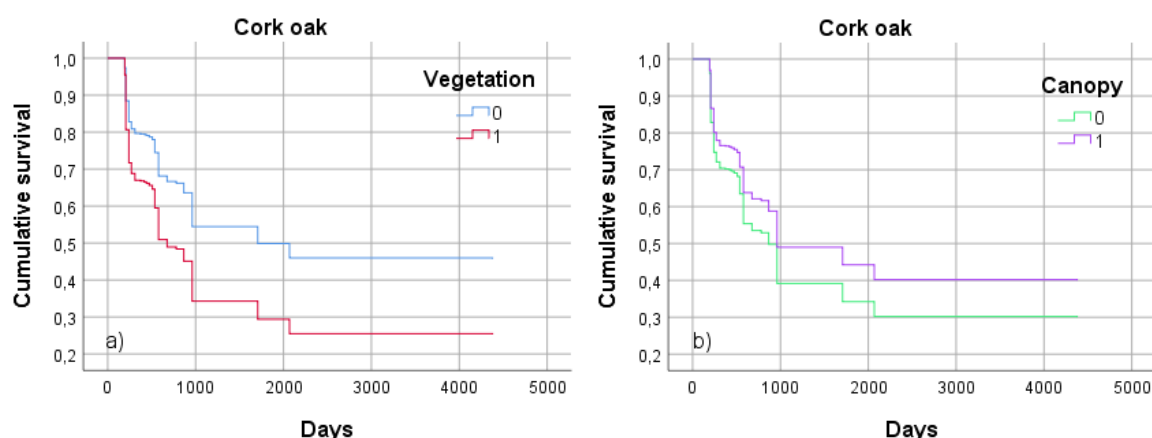 Cork oak
Vegetation
0
1
Cumulative survival
1,0
0,9
0,8
0,7
0,6
0,5
0,4
0,3
0,2
a)
0 1000 2000 3000 4000 5000
Days
Cork oak
Canopy
0
1
Cumulative survival
1,0
0,9
0,8
0,7
0,6
0,5
0,4
0,3
0,2
b)
0 1000 2000 3000 4000 5000
Days